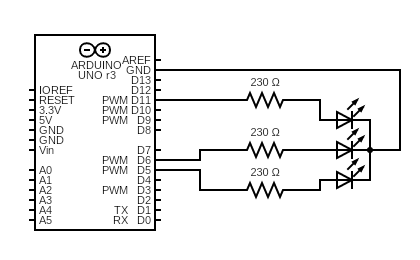 AREF
ARDUINO GND
UNO r3 D13
IOREF D12
RESET PWM D11
3.3V PWM D10
5V PWM D9
GND D8
GND
Vin D7
PWM D6
A0 PWM D5
A1 D4
A2 PWM D3
A3 D2
A4 TX D1
A5 RX D0
230 Ω
230 Ω
230 Ω